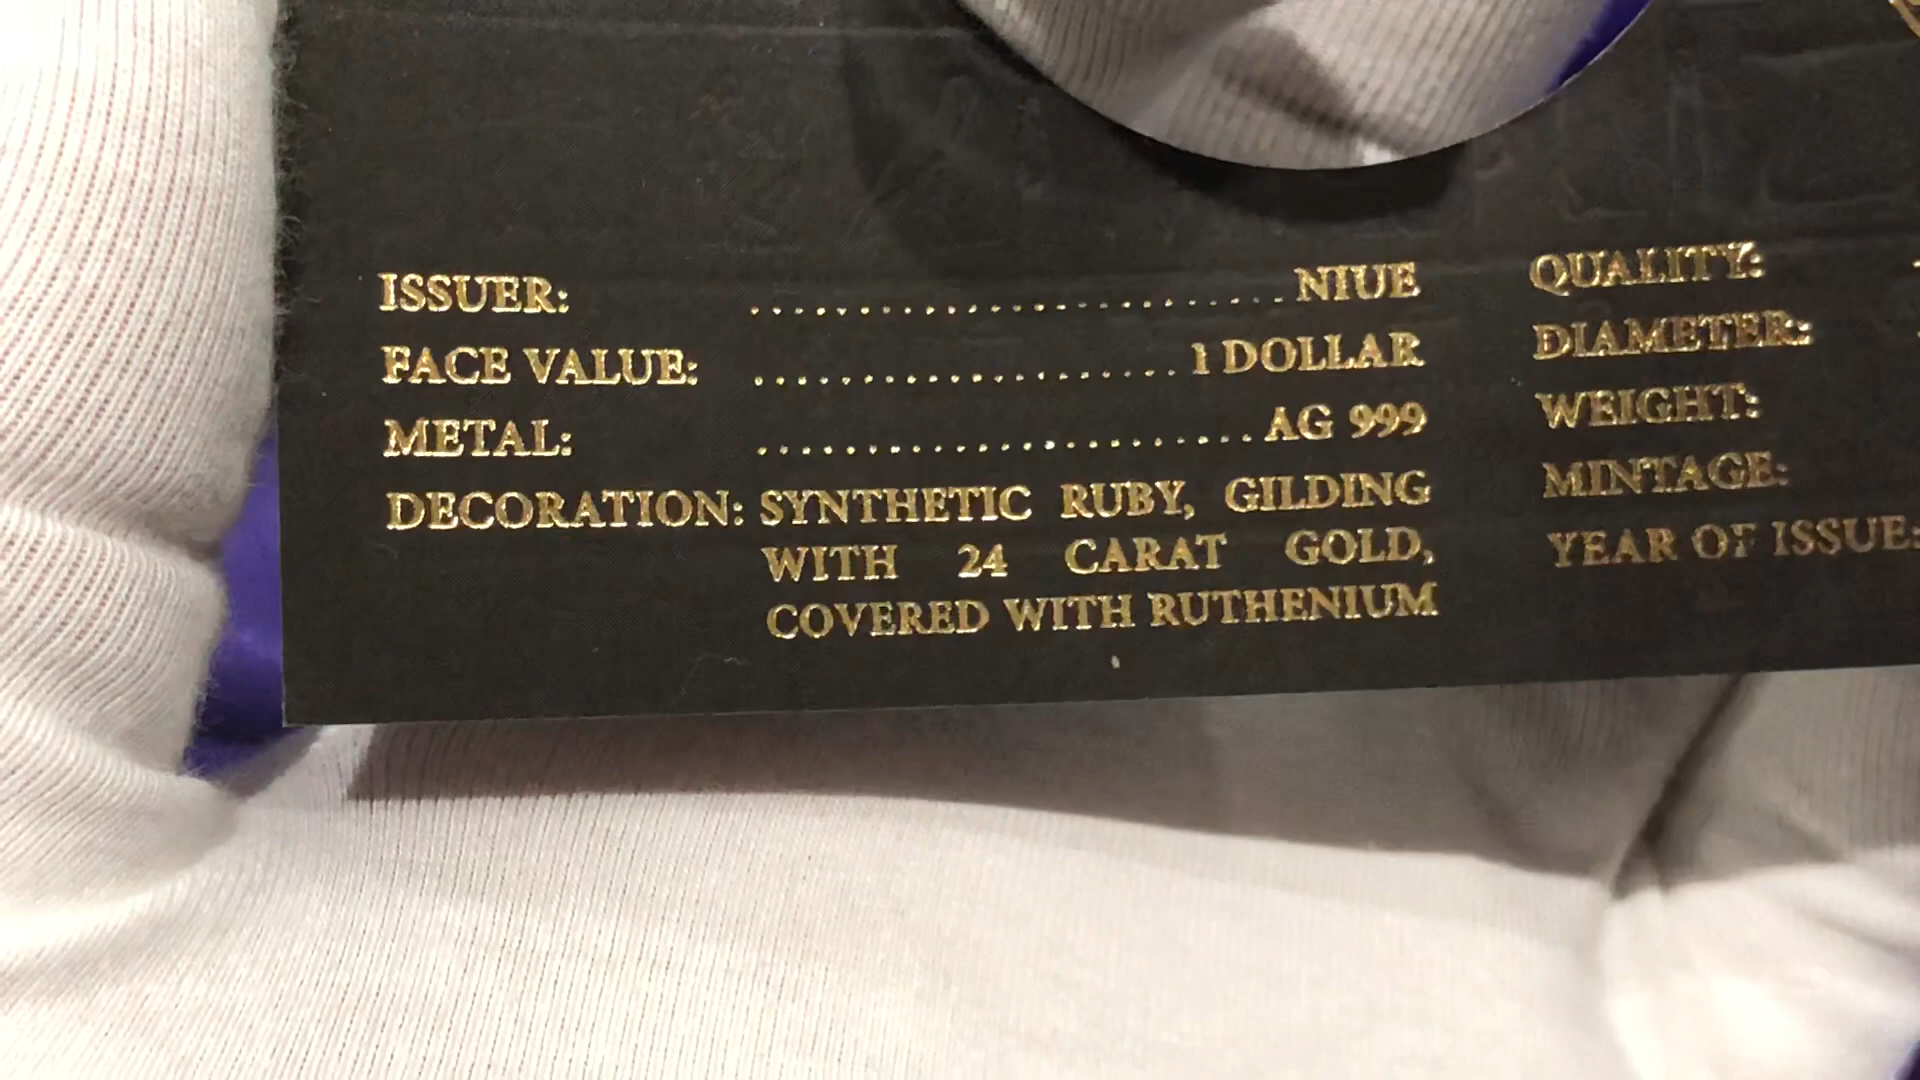 ISSUER: ..............................NIUE
FACE VALUE: ....................1 DOLLAR
METAL: .........................AG 999
DECORATION: SYNTHETIC RUBY, GILDING
WITH 24 CARAT GOLD,
COVERED WITH RUTHENIUM
QUALITY:
DIAMETER:
WEIGHT:
MINTAGE:
YEAR OF ISSUE: